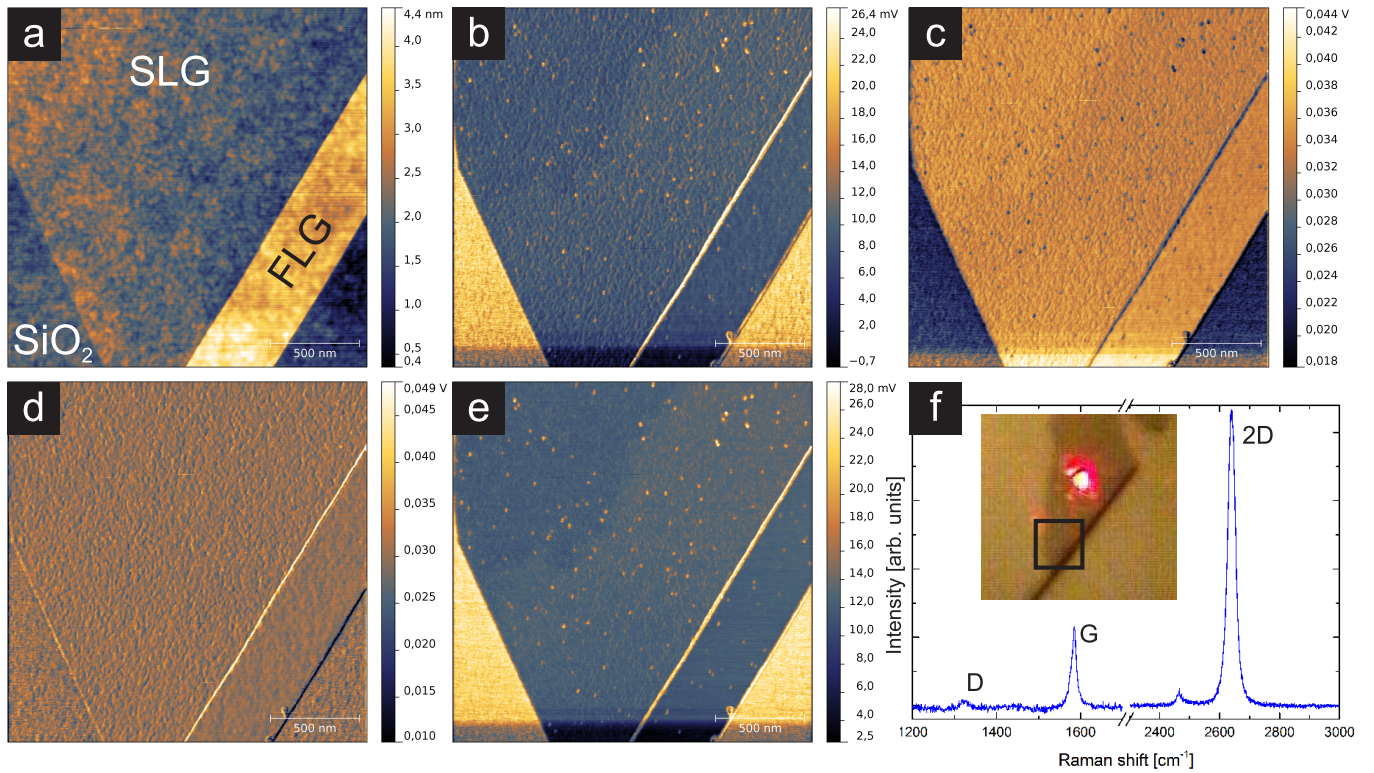 a
SLG
FLG
SiO2
500 nm
4,4 nm
4,0
3,5
3,0
2,5
2,0
1,5
1,0
0,5
0,4
b
500 nm
26,4 mV
24,0
22,0
20,0
18,0
16,0
14,0
12,0
10,0
8,0
6,0
4,0
2,0
−0,7
c
500 nm
0,044 V
0,042
0,040
0,038
0,036
0,034
0,032
0,030
0,028
0,026
0,024
0,022
0,020
0,018
d
500 nm
0,049 V
0,045
0,040
0,035
0,030
0,025
0,020
0,015
0,010
e
500 nm
28,0 mV
26,0
24,0
22,0
20,0
18,0
16,0
14,0
12,0
10,0
8,0
6,0
4,0
2,5
f
Intensity [arb. units]
D
G
2D
1200 1400 1600 2400 2600 2800 3000
Raman shift [cm-1]